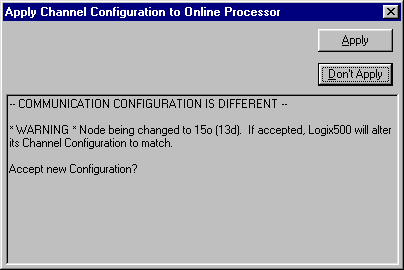 Apply Channel Configuration to Online Processor
Apply
Don't Apply
-- COMMUNICATION CONFIGURATION IS DIFFERENT --
* WARNING * Node being changed to 15o (13d). If accepted, Logix500 will alter
its Channel Configuration to match.
Accept new Configuration?